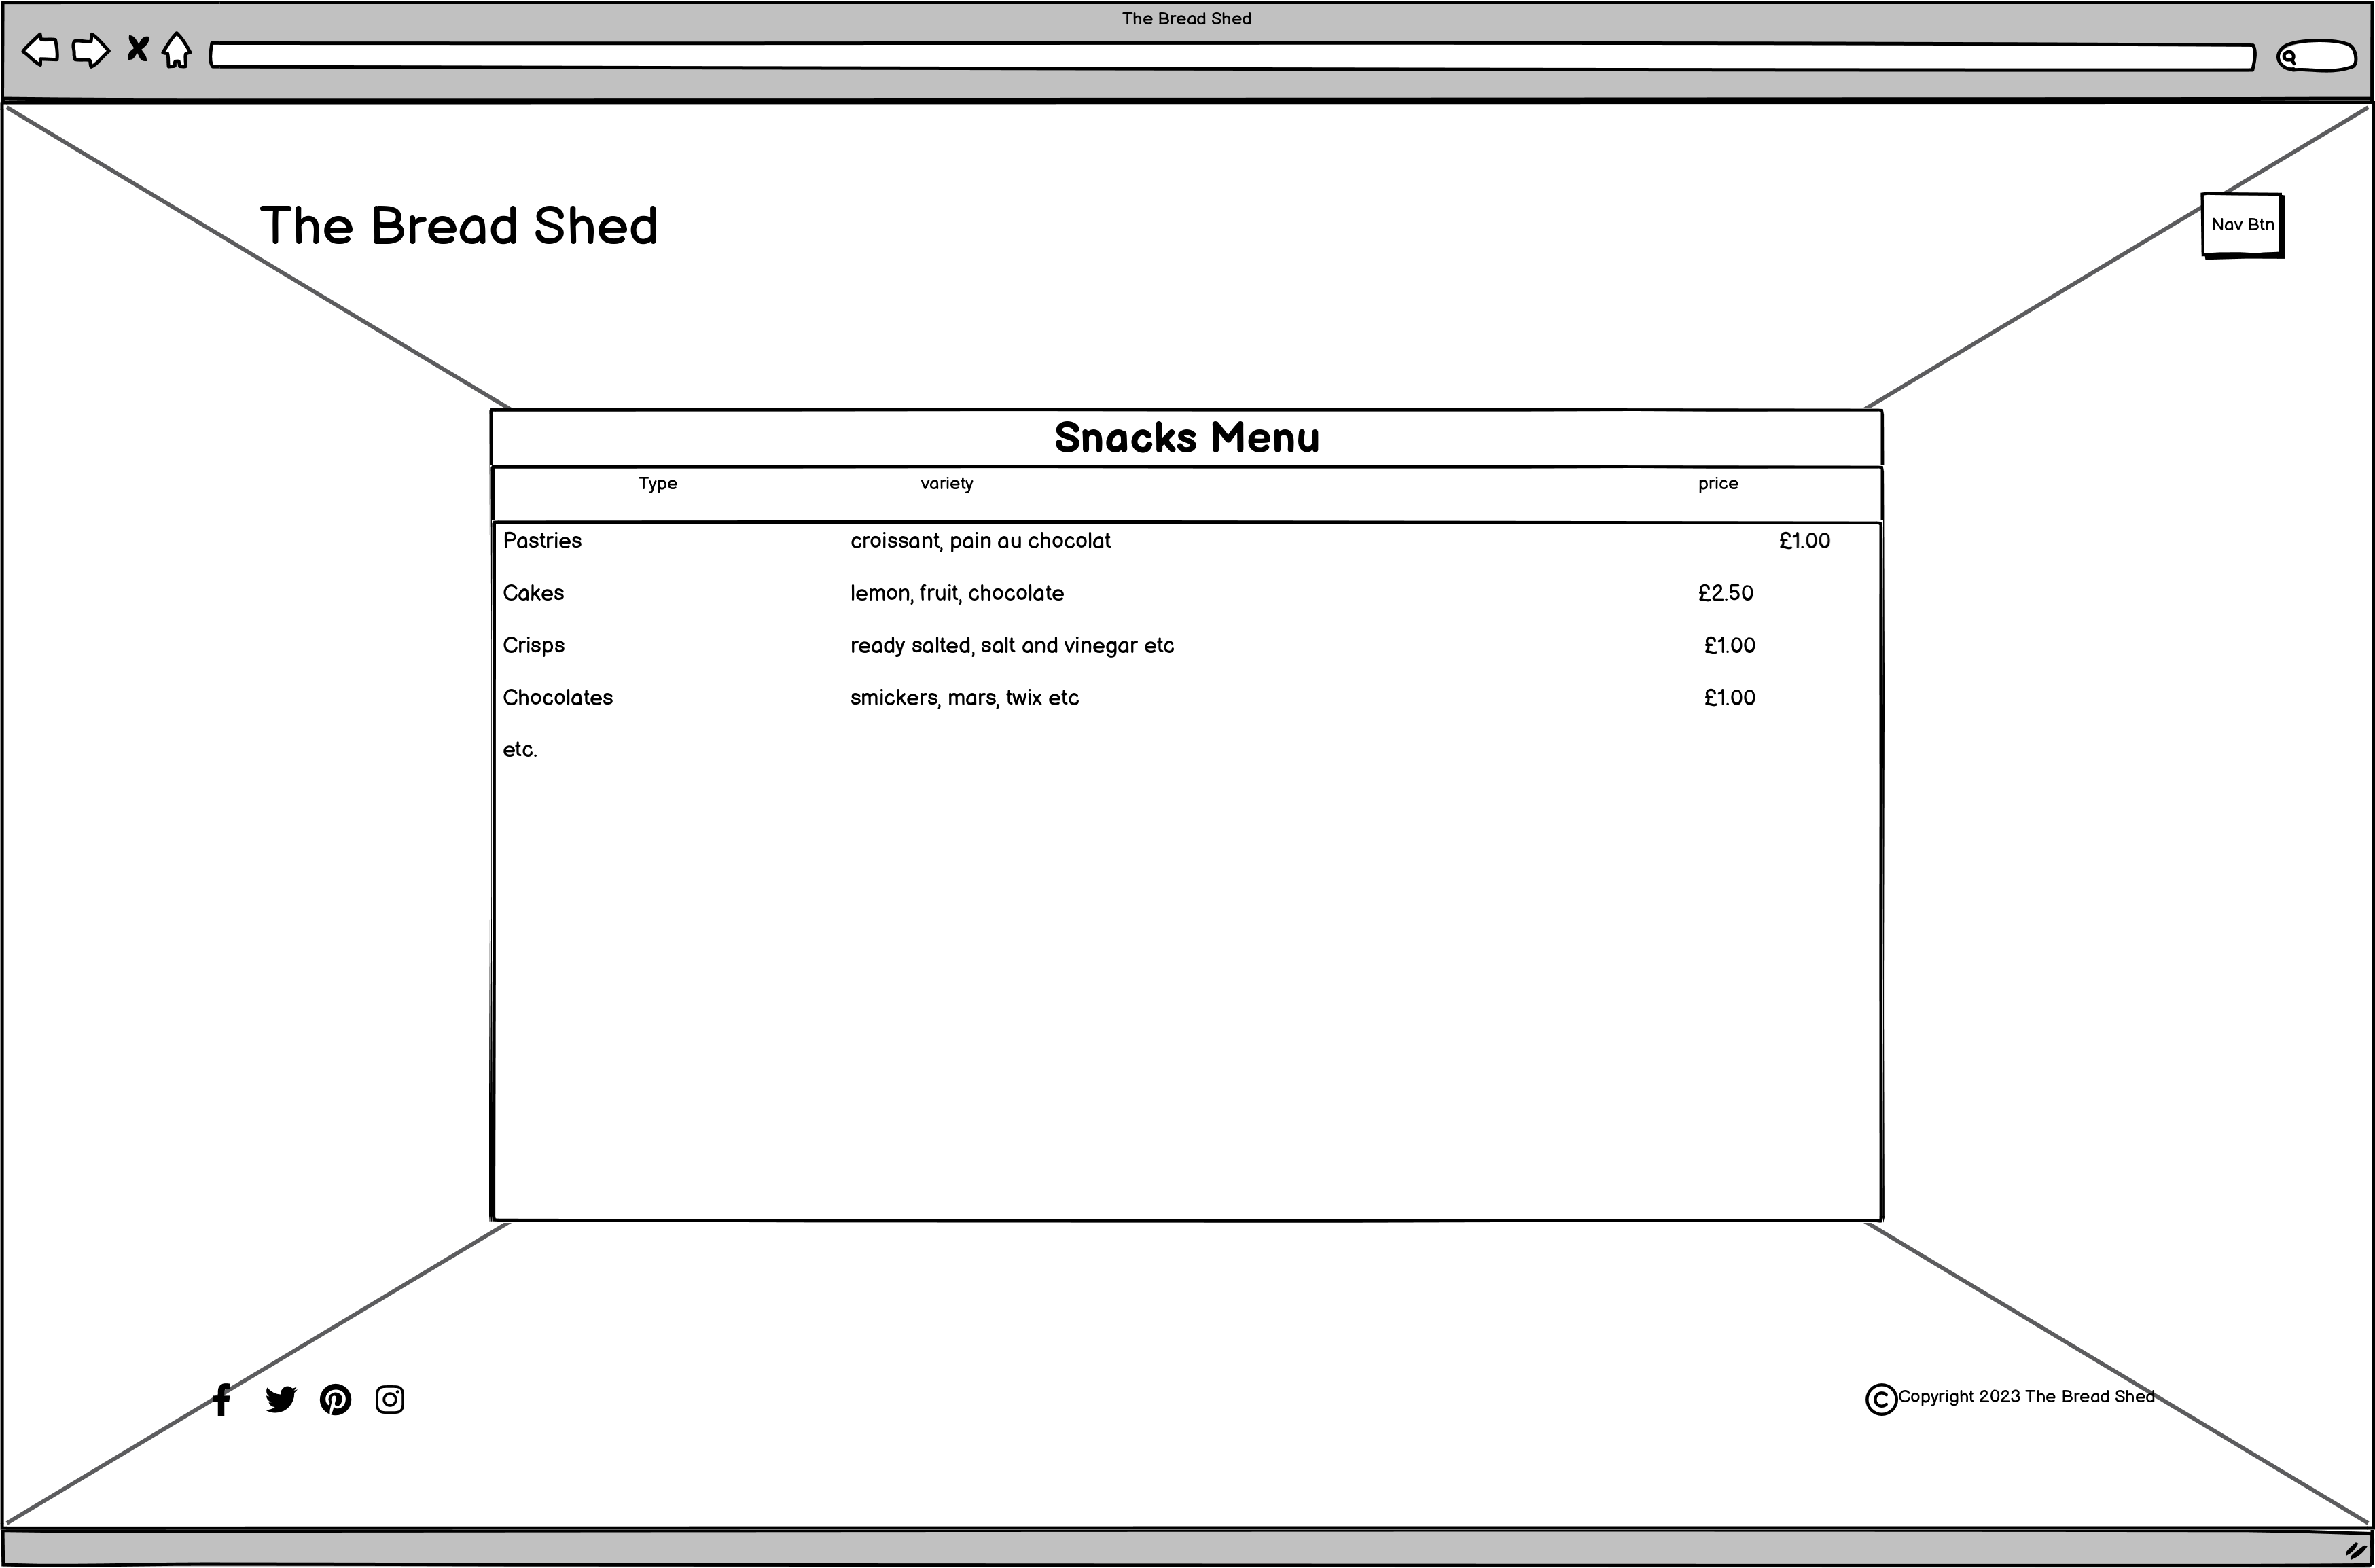 The Bread Shed
The Bread Shed
Nav Btn
Snacks Menu
Type variety price
Pastries croissant, pain au chocolat £1.00
Cakes lemon, fruit, chocolate £2.50
Crisps ready salted, salt and vinegar etc £1.00
Chocolates smickers, mars, twix etc £1.00
etc.
© Copyright 2023 The Bread Shed